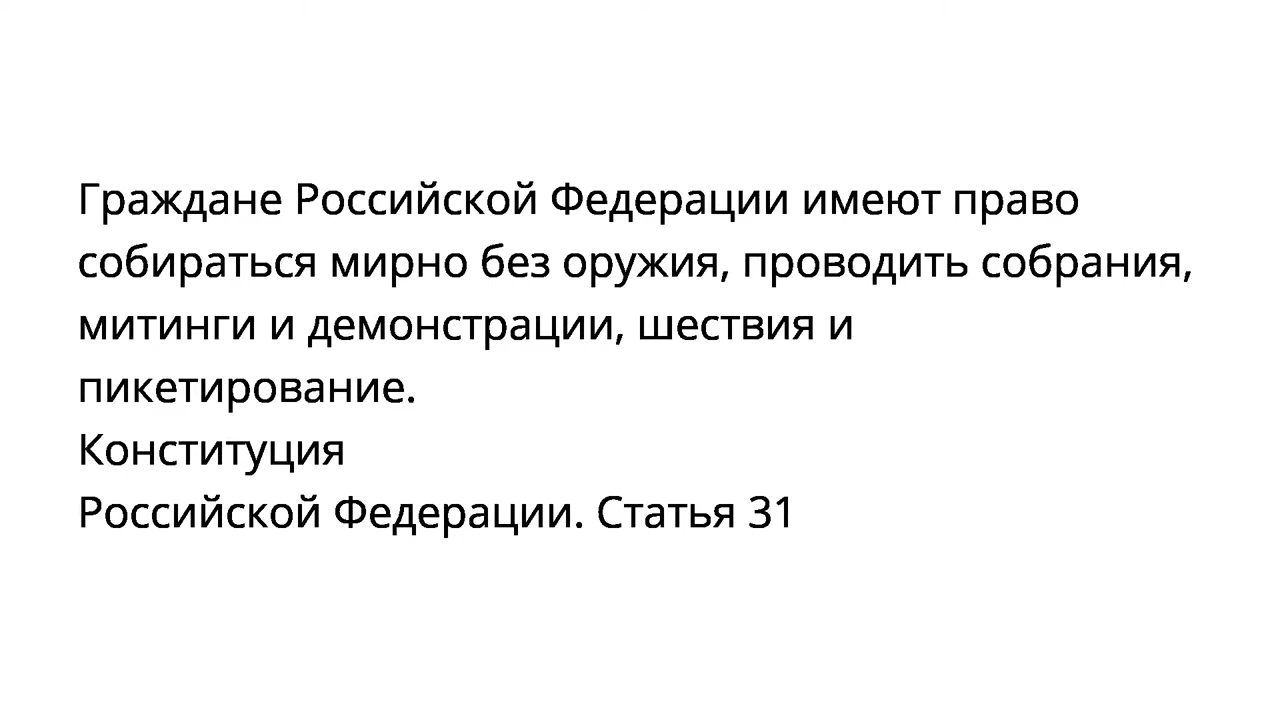 Граждане Российской Федерации имеют право
собираться мирно без оружия, проводить собрания,
митинги и демонстрации, шествия и
пикетирование.
Конституция
Российской Федерации. Статья 31